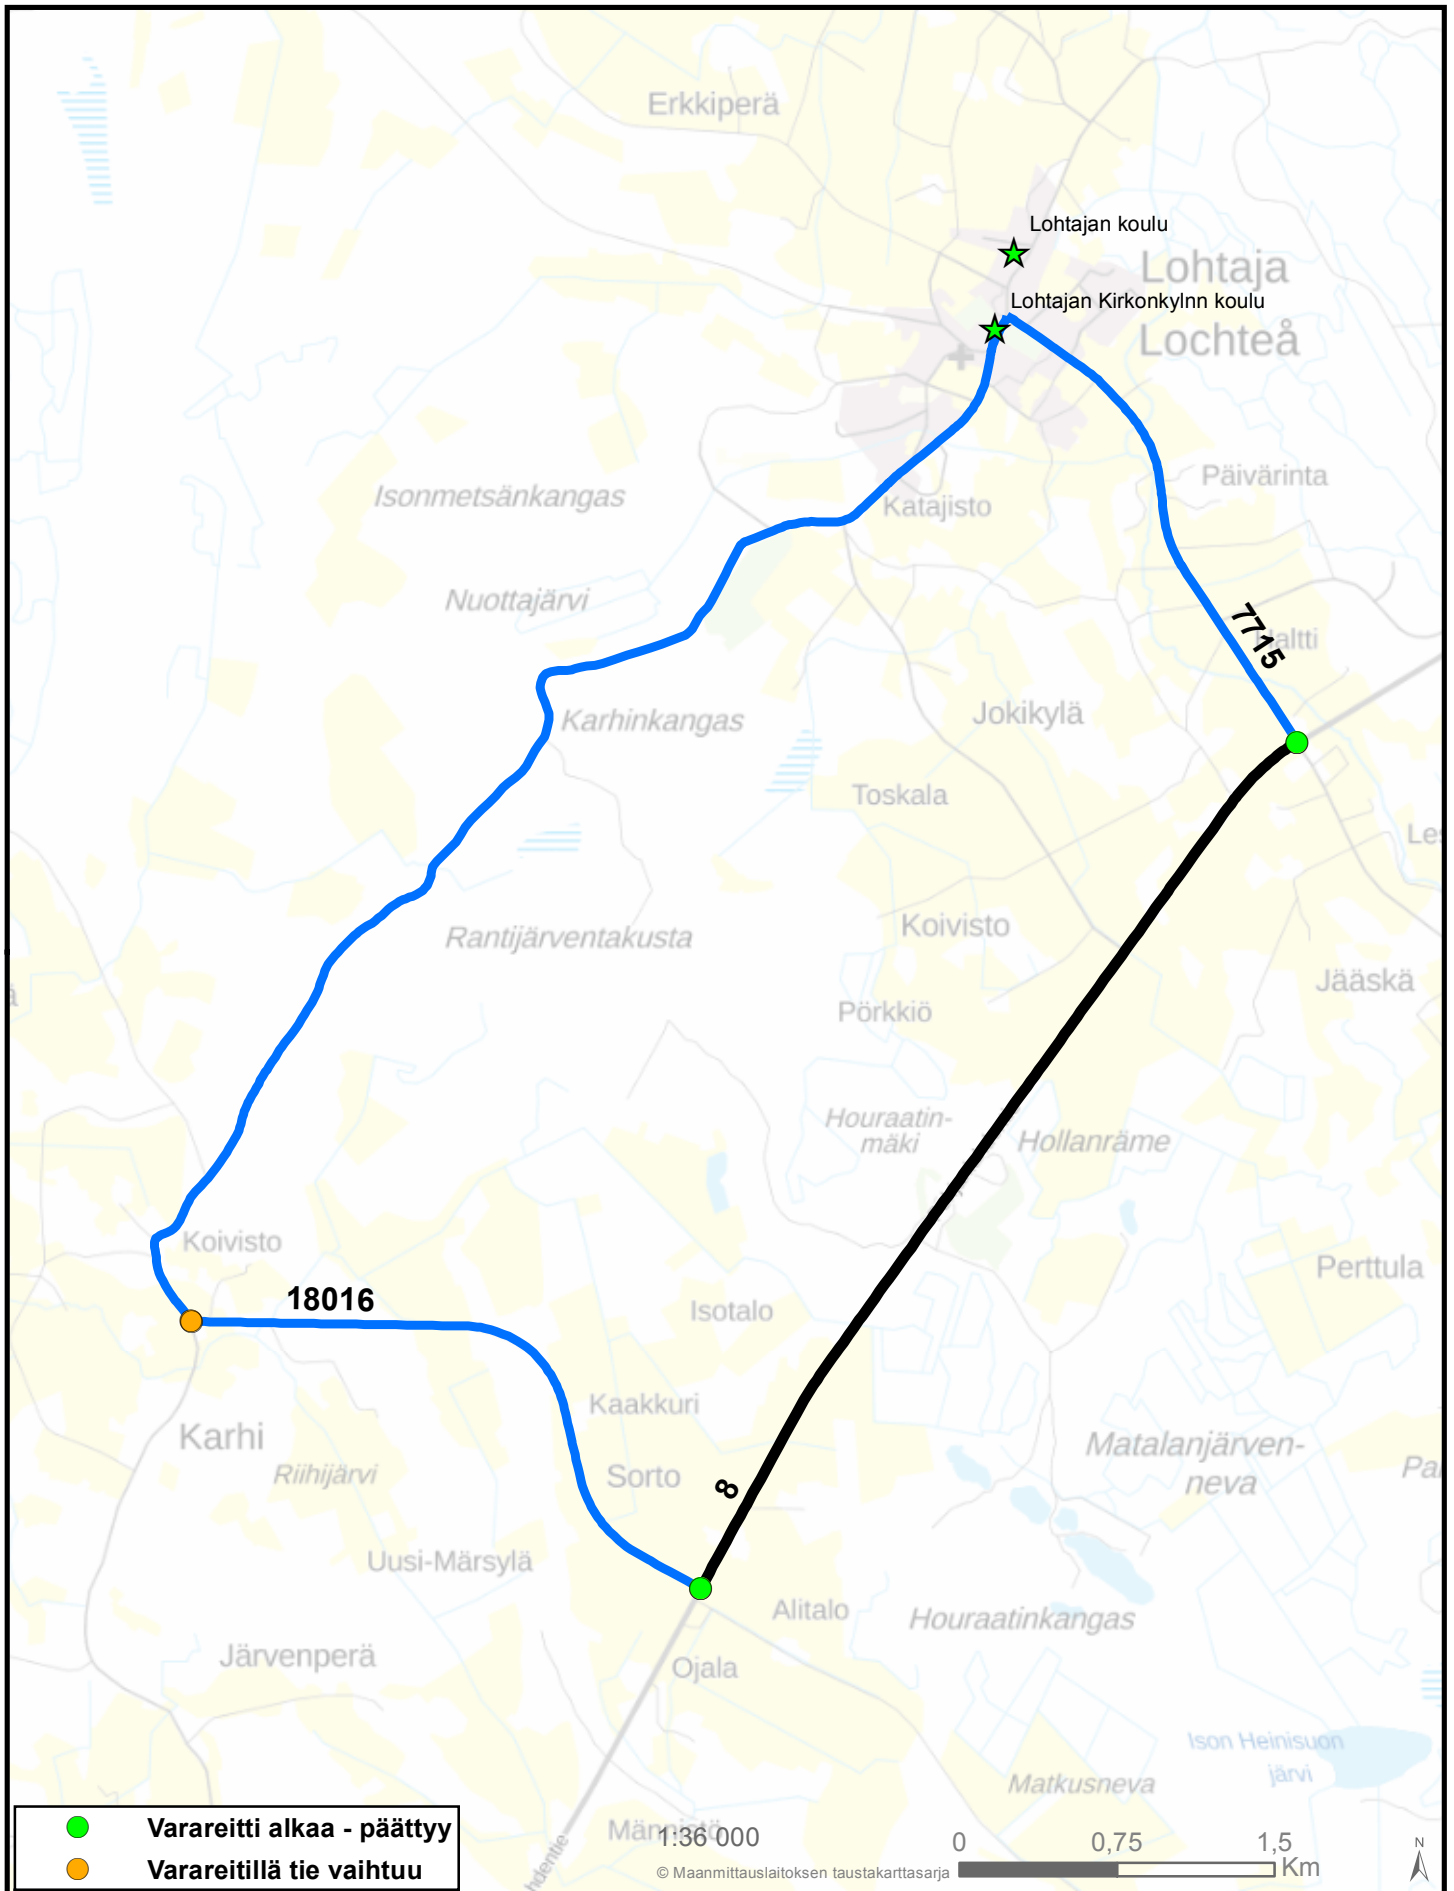 Erkkiperä
Lohtajan koulu
Lohtaja
Lohtajan Kirkonkylnn koulu
Lochteå
Päivärinta
Isonmetsänkangas
Katajisto
Nuottajärvi
7715
Jokikylä
Karhinkangas
Toskala
Koivisto
Rantijärventakusta
Jääskä
Pörkkiö
Houraatin-
mäki
Hollanräme
Koivisto
Perttula
18016
Isotalo
Kaakkuri
Karhi
Matalanjärven-
neva
Riihijärvi
Sorto
8
Uusi-Märsylä
Alitalo
Houraatinkangas
Järvenperä
Ojala
Ison Heinisuon
järvi
Matkusneva
Männistö
Varareitti alkaa - päättyy
Varareitillä tie vaihtuu
1:36 000
0 0,75 1,5
Km
© Maanmittauslaitoksen taustakarttasarja
N